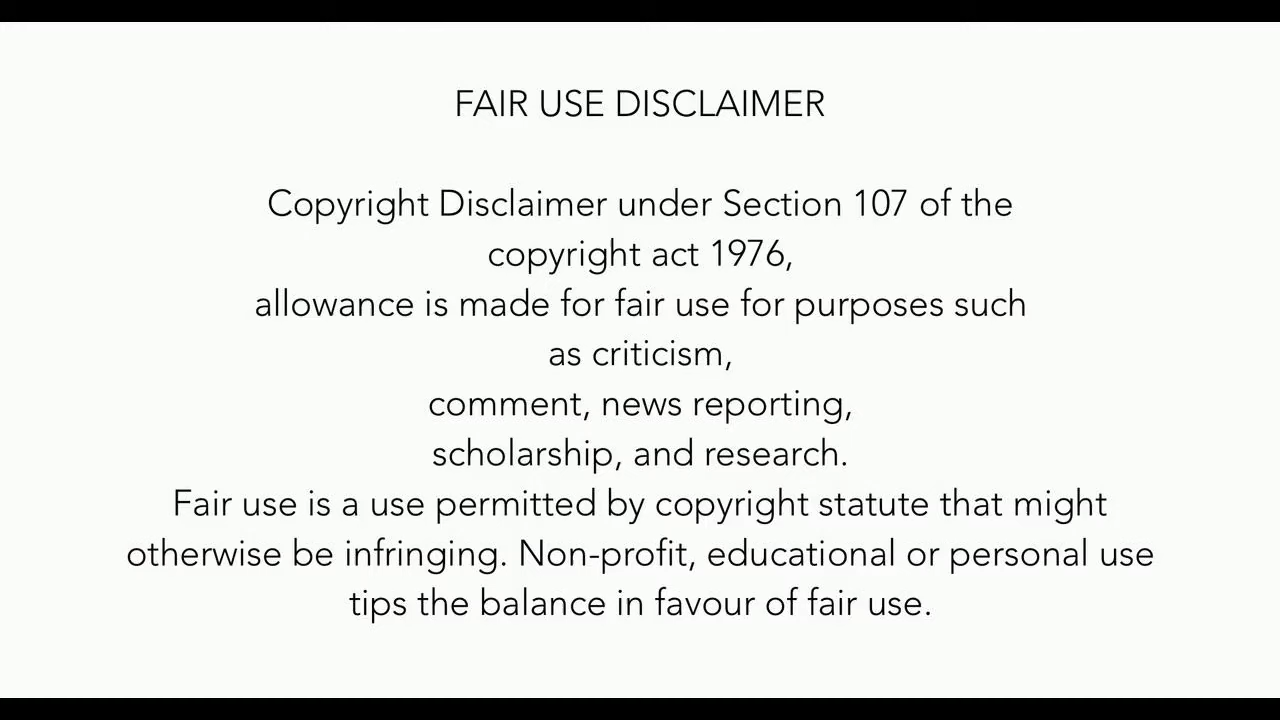 FAIR USE DISCLAIMER
Copyright Disclaimer under Section 107 of the
copyright act 1976,
allowance is made for fair use for purposes such
as criticism,
comment, news reporting,
scholarship, and research.
Fair use is a use permitted by copyright statute that might
otherwise be infringing. Non-profit, educational or personal use
tips the balance in favour of fair use.